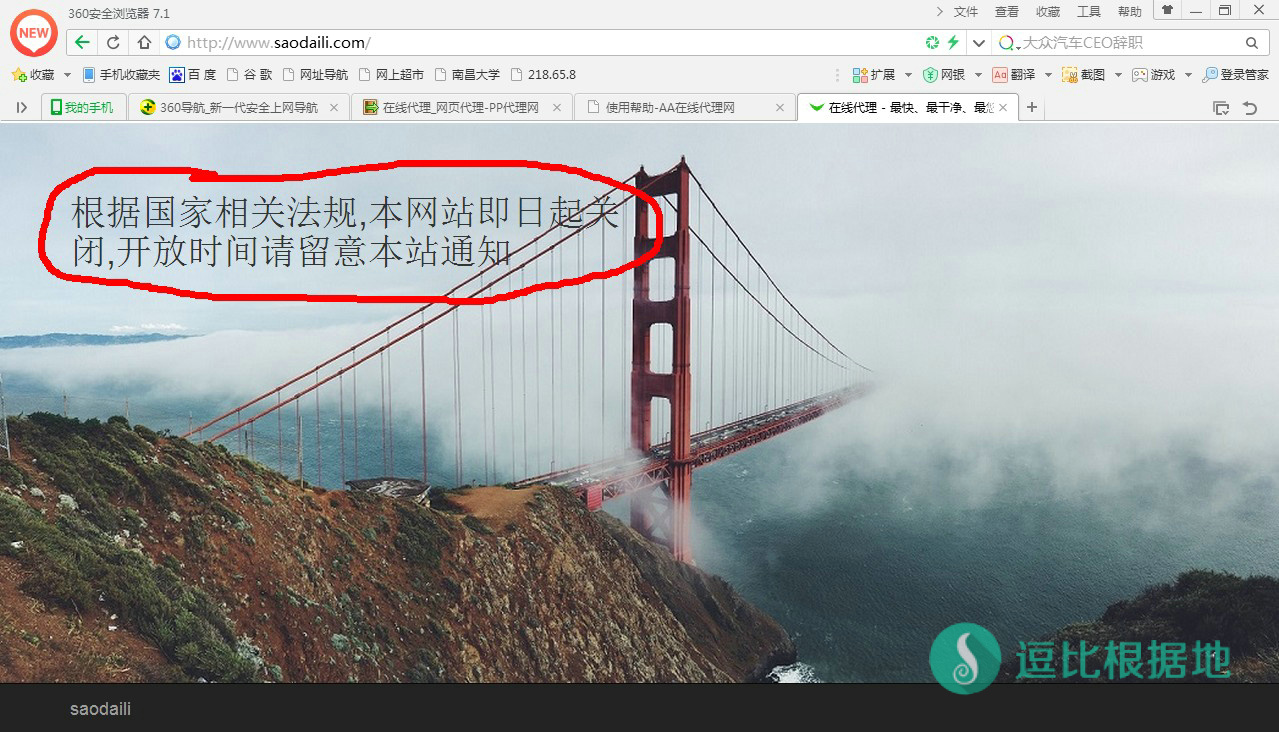 360安全浏览器 7.1
文件 查看 收藏 工具 帮助
NEW
http://www.saodaili.com/
大众汽车CEO辞职
收藏 手机收藏夹 百 度 谷 歌 网址导航 网上超市 南昌大学 218.65.8
扩展 网银 Aa 翻译 截图 游戏 登录管家
我的手机 360导航_新一代安全上网导航 在线代理_网页代理-PP代理网 使用帮助-AA在线代理网 在线代理 - 最快、最干净、最
根据国家相关法规,本网站即日起关
闭,开放时间请留意本站通知
逗比根据地
saodaili